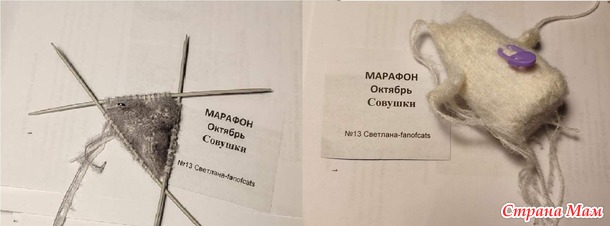 МАРАФОН
Октябрь
Совушки
№13 Светлана-fanofcats
МАРАФОН
Октябрь
Совушки
№13 Светлана-fanofcats
Страна Мам